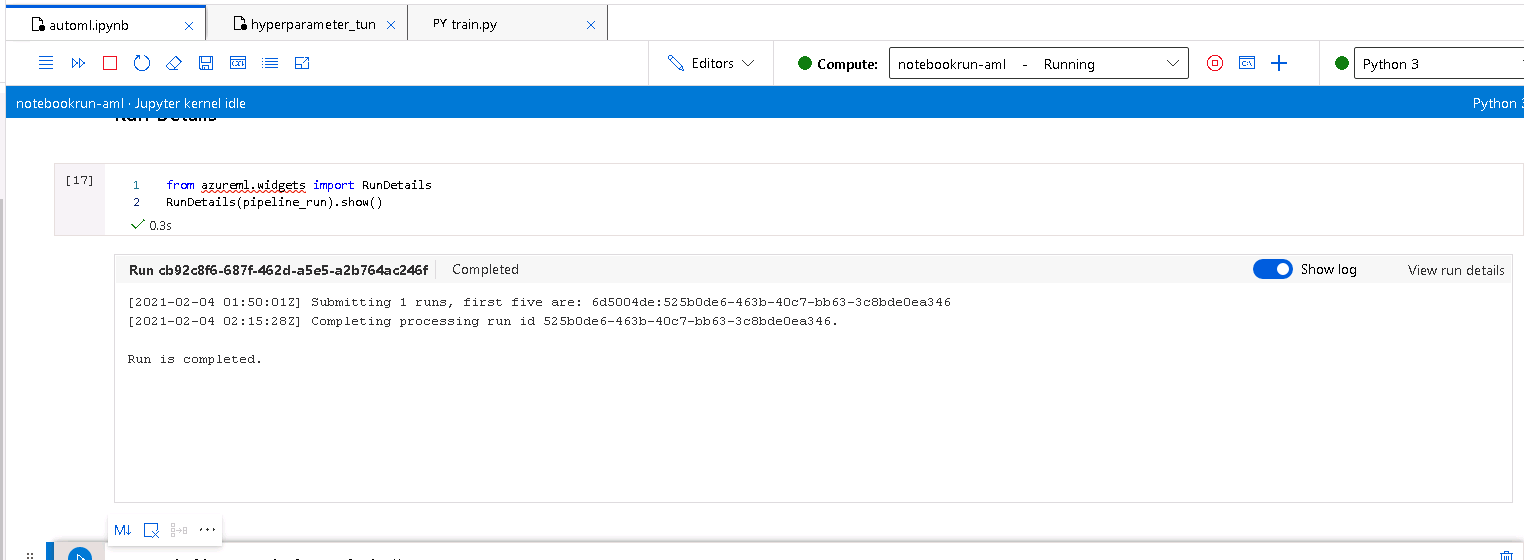 automl.ipynb
hyperparameter_tun
PY train.py
Editors
Compute:
notebookrun-aml - Running
Python 3
notebookrun-aml · Jupyter kernel idle
Python 3
Run Details
[17]
1 from azureml.widgets import RunDetails
2 RunDetails(pipeline_run).show()
0.3s
Run cb92c8f6-687f-462d-a5e5-a2b764ac246f
Completed
Show log
View run details
[2021-02-04 01:50:01Z] Submitting 1 runs, first five are: 6d5004de:525b0de6-463b-40c7-bb63-3c8bde0ea346
[2021-02-04 02:15:28Z] Completing processing run id 525b0de6-463b-40c7-bb63-3c8bde0ea346.
Run is completed.
M↓